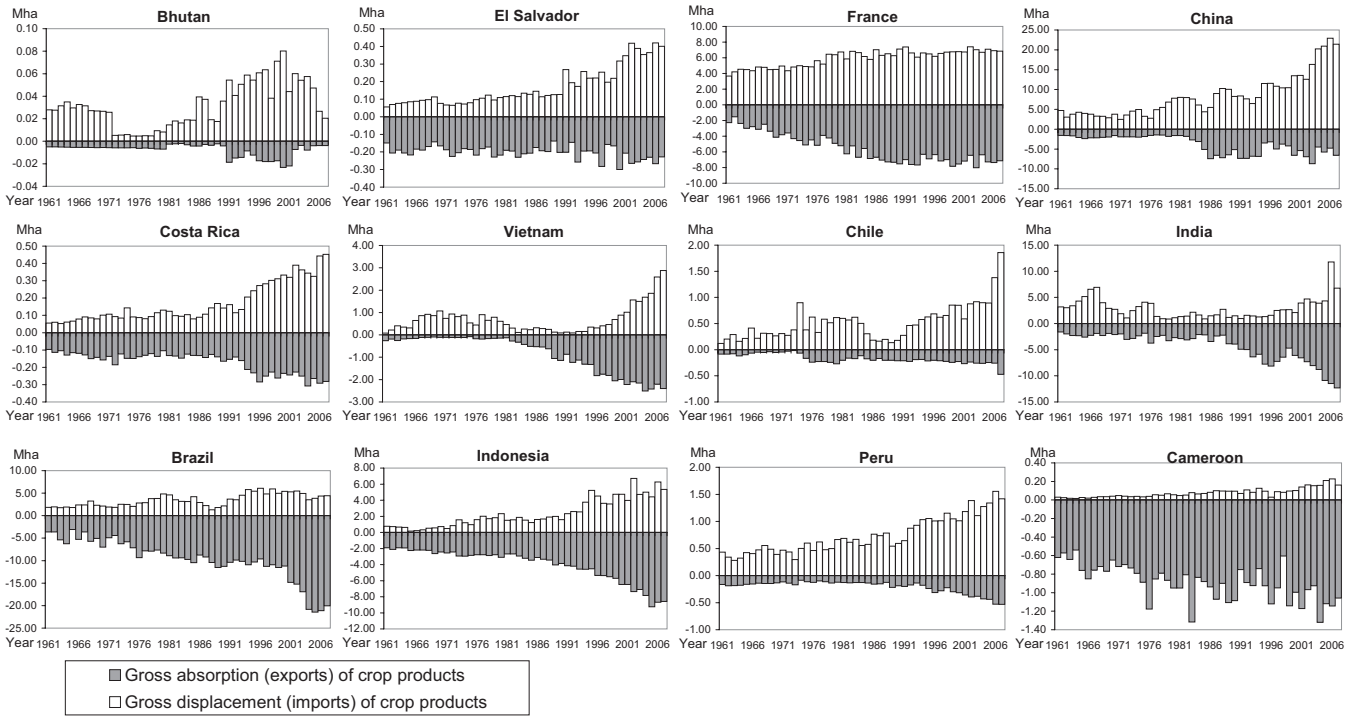 Mha
Bhutan
0.10
0.08
0.06
0.04
0.02
0.00
-0.02
-0.04
Year 1961 1966 1971 1976 1981 1986 1991 1996 2001 2006
Mha
El Salvador
0.50
0.40
0.30
0.20
0.10
0.00
-0.10
-0.20
-0.30
-0.40
Year 1961 1966 1971 1976 1981 1986 1991 1996 2001 2006
Mha
France
10.00
8.00
6.00
4.00
2.00
0.00
-2.00
-4.00
-6.00
-8.00
-10.00
Year 1961 1966 1971 1976 1981 1986 1991 1996 2001 2006
Mha
China
25.00
20.00
15.00
10.00
5.00
0.00
-5.00
-10.00
-15.00
Year 1961 1966 1971 1976 1981 1986 1991 1996 2001 2006
Mha
Costa Rica
0.50
0.40
0.30
0.20
0.10
0.00
-0.10
-0.20
-0.30
-0.40
Year 1961 1966 1971 1976 1981 1986 1991 1996 2001 2006
Mha
Vietnam
4.00
3.00
2.00
1.00
0.00
-1.00
-2.00
-3.00
Year 1961 1966 1971 1976 1981 1986 1991 1996 2001 2006
Mha
Chile
2.00
1.50
1.00
0.50
0.00
-0.50
-1.00
Year 1961 1966 1971 1976 1981 1986 1991 1996 2001 2006
Mha
India
15.00
10.00
5.00
0.00
-5.00
-10.00
-15.00
Year 1961 1966 1971 1976 1981 1986 1991 1996 2001 2006
Mha
Brazil
10.00
5.00
0.00
-5.00
-10.00
-15.00
-20.00
-25.00
Year 1961 1966 1971 1976 1981 1986 1991 1996 2001 2006
Mha
Indonesia
8.00
6.00
4.00
2.00
0.00
-2.00
-4.00
-6.00
-8.00
-10.00
-12.00
Year 1961 1966 1971 1976 1981 1986 1991 1996 2001 2006
Mha
Peru
2.00
1.50
1.00
0.50
0.00
-0.50
-1.00
Year 1961 1966 1971 1976 1981 1986 1991 1996 2001 2006
Mha
Cameroon
0.40
0.20
0.00
-0.20
-0.40
-0.60
-0.80
-1.00
-1.20
-1.40
Year 1961 1966 1971 1976 1981 1986 1991 1996 2001 2006
Gross absorption (exports) of crop products
Gross displacement (imports) of crop products